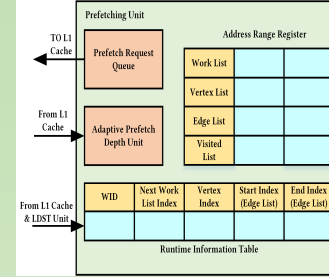 Prefetching Unit
TO L1
Cache
Prefetch Request
Queue
From L1
Cache
Adaptive Prefetch
Depth Unit
Address Range Register
Work List
Vertex List
Edge List
Visited
List
From L1 Cache
& LDST Unit
WID
Next Work
List Index
Vertex
Index
Start Index
(Edge List)
End Index
(Edge List)
Runtime Information Table